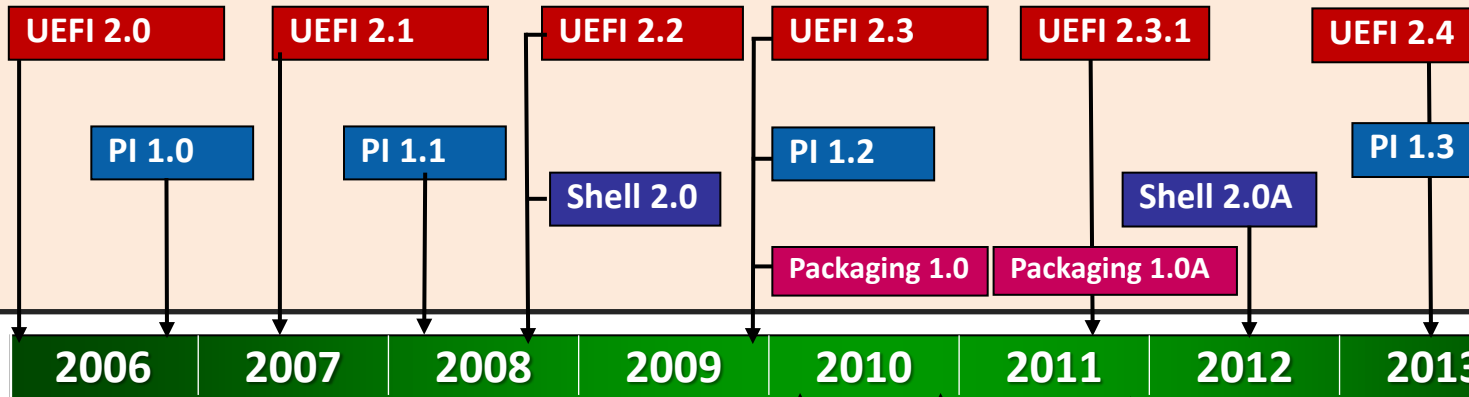 UEFI 2.0
UEFI 2.1
UEFI 2.2
UEFI 2.3
UEFI 2.3.1
UEFI 2.4
PI 1.0
PI 1.1
PI 1.2
PI 1.3
Shell 2.0
Shell 2.0A
Packaging 1.0
Packaging 1.0A
2006
2007
2008
2009
2010
2011
2012
2013